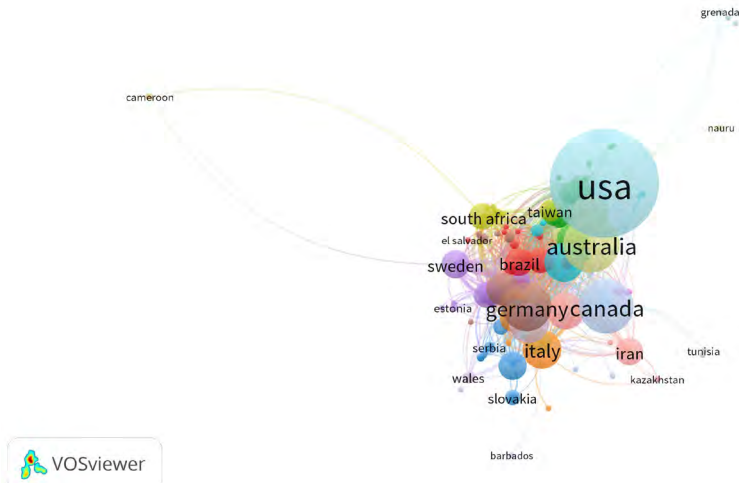 grenada
cameroon
nauru
usa
south africa
taiwan
el salvador
australia
sweden
brazil
estonia
germany
canada
serbia
italy
iran
tunisia
wales
kazakhstan
slovakia
barbados
VOSviewer